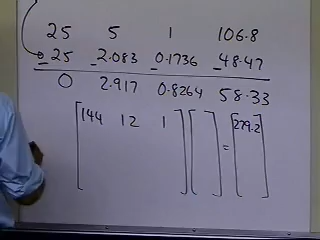 25 5 1 106.8
- 25 - 2.083 - 0.1736 - 48.47
0 2.917 0.8264 58.33
[144 12 1] [ ] = [279.2]